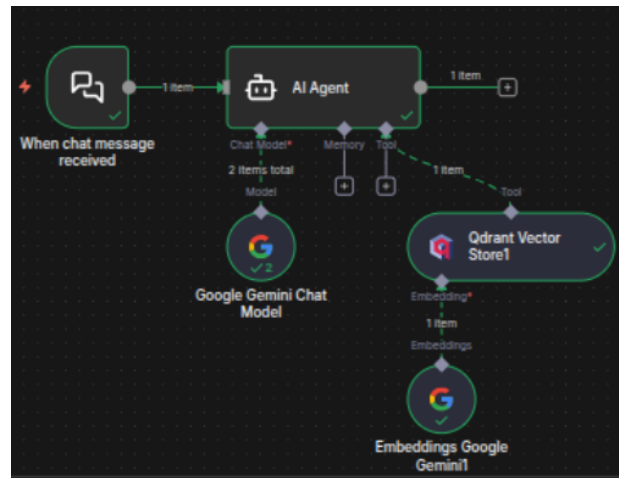 1 item
AI Agent
1 item
When chat message
received
Chat Model*
Memory
Tool
2 items total
1 item
Model
Tool
Qdrant Vector
Store1
2
Google Gemini Chat
Model
Embedding*
1 item
Embeddings
Embeddings Google
Gemini1